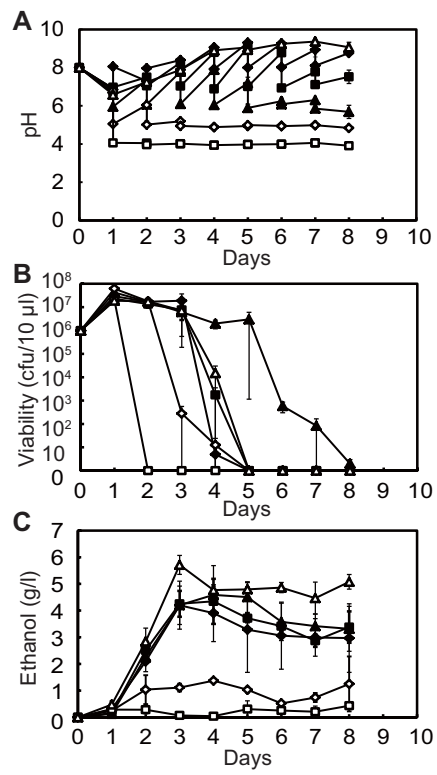 A
10
8
6
4
2
0
pH
0 1 2 3 4 5 6 7 8 9 10
Days
B
10⁸
10⁷
10⁶
10⁵
10⁴
10³
10²
10
0
Viability (cfu/10 µl)
0 1 2 3 4 5 6 7 8 9 10
Days
C
7
6
5
4
3
2
1
0
Ethanol (g/l)
0 1 2 3 4 5 6 7 8 9 10
Days